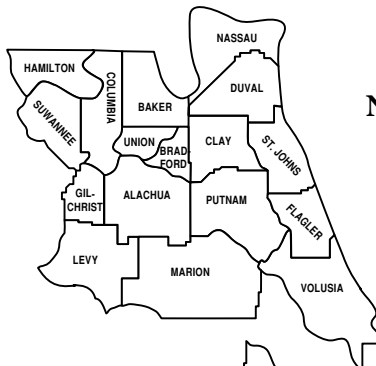 NASSAU
HAMILTON
COLUMBIA
DUVAL
BAKER
SUWANNEE
UNION
BRAD-
FORD
CLAY
ST. JOHNS
GIL-
CHRIST
ALACHUA
PUTNAM
FLAGLER
LEVY
MARION
VOLUSIA
N